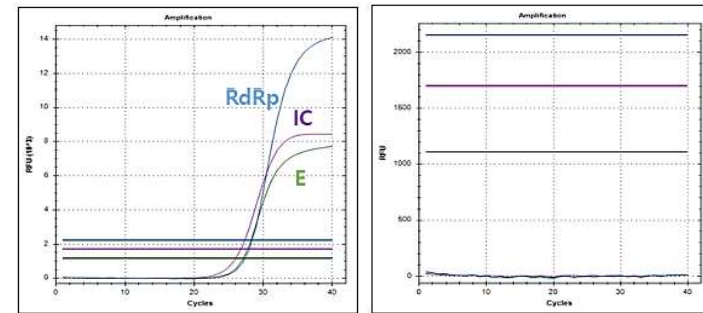 Amplification
14
12
10
8
6
4
2
0
RFU (10^3)
RdRp
IC
E
0 10 20 30 40
Cycles
Amplification
2000
1500
1000
500
0
RFU
0 10 20 30 40
Cycles